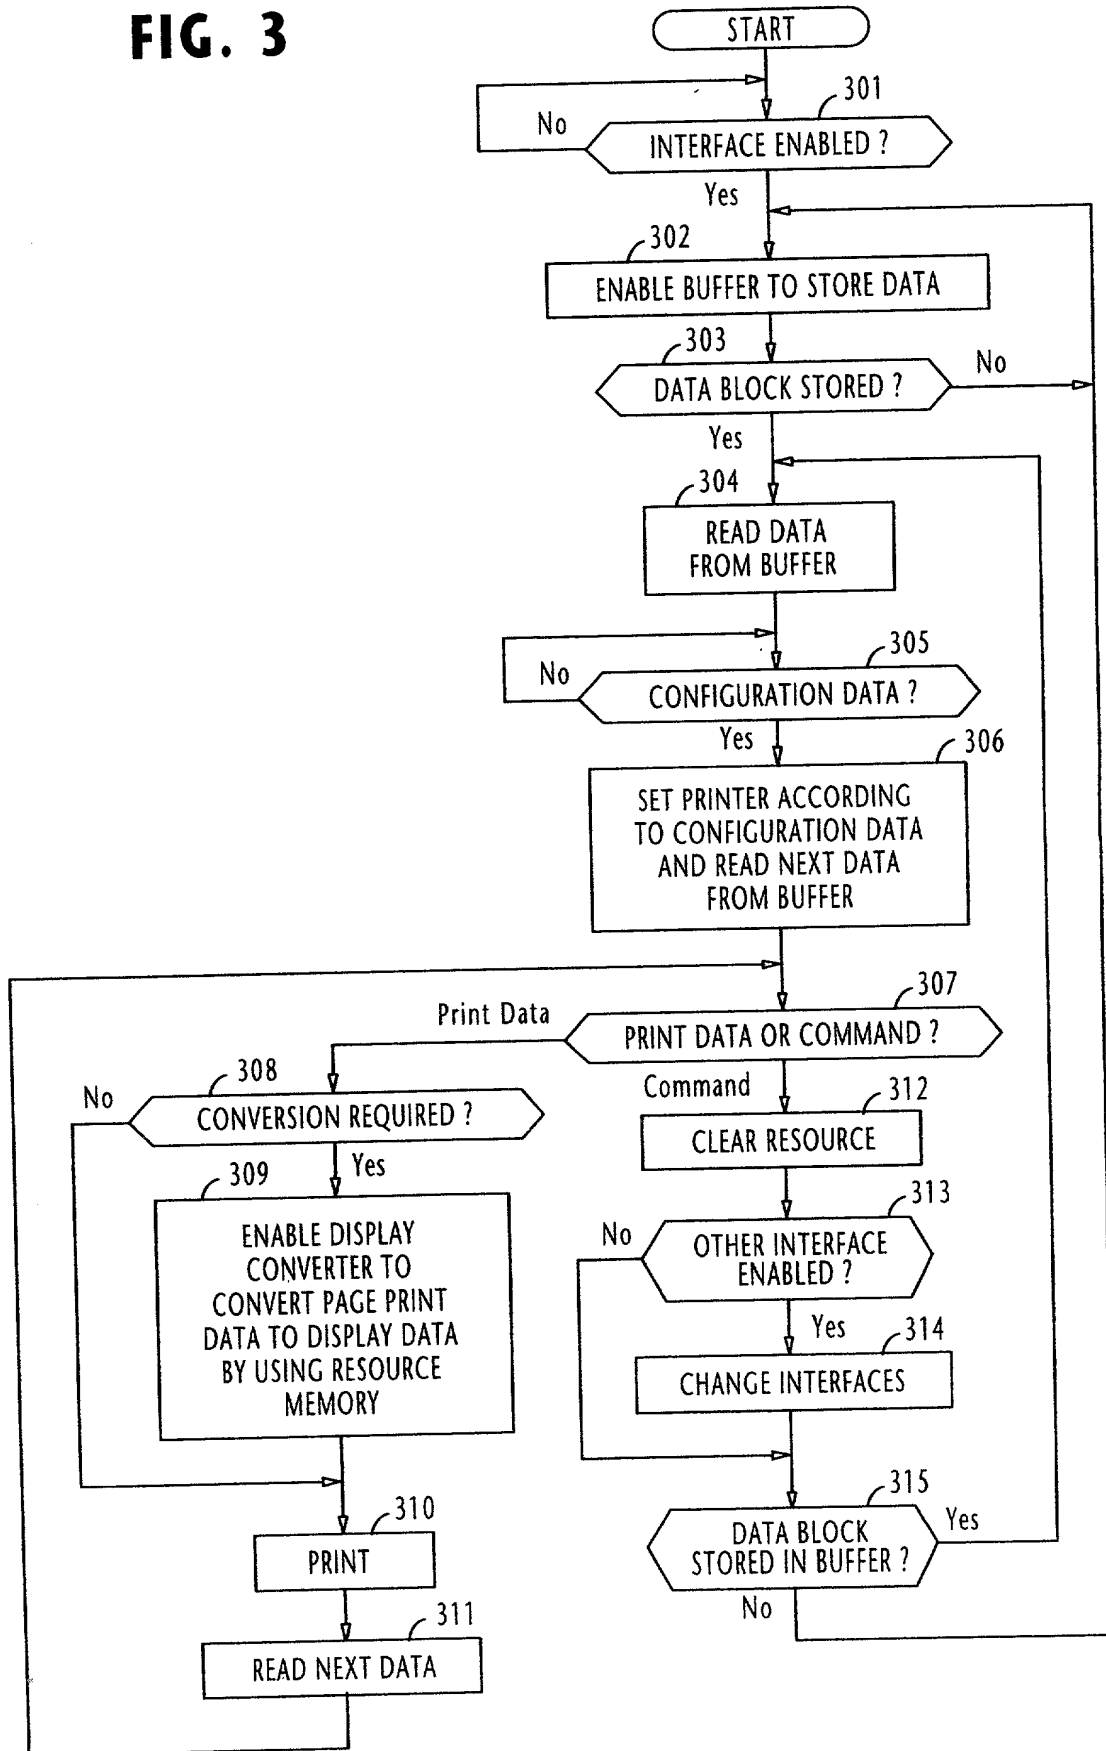 FIG. 3
START
301
No
INTERFACE ENABLED ?
Yes
302
ENABLE BUFFER TO STORE DATA
303
No
DATA BLOCK STORED ?
Yes
304
READ DATA
FROM BUFFER
305
No
CONFIGURATION DATA ?
Yes
306
SET PRINTER ACCORDING
TO CONFIGURATION DATA
AND READ NEXT DATA
FROM BUFFER
307
Print Data
PRINT DATA OR COMMAND ?
308
No
CONVERSION REQUIRED ?
Yes
309
ENABLE DISPLAY
CONVERTER TO
CONVERT PAGE PRINT
DATA TO DISPLAY DATA
BY USING RESOURCE
MEMORY
310
PRINT
311
READ NEXT DATA
Command
312
CLEAR RESOURCE
313
No
OTHER INTERFACE
ENABLED ?
Yes
314
CHANGE INTERFACES
315
DATA BLOCK
STORED IN BUFFER ?
Yes
No